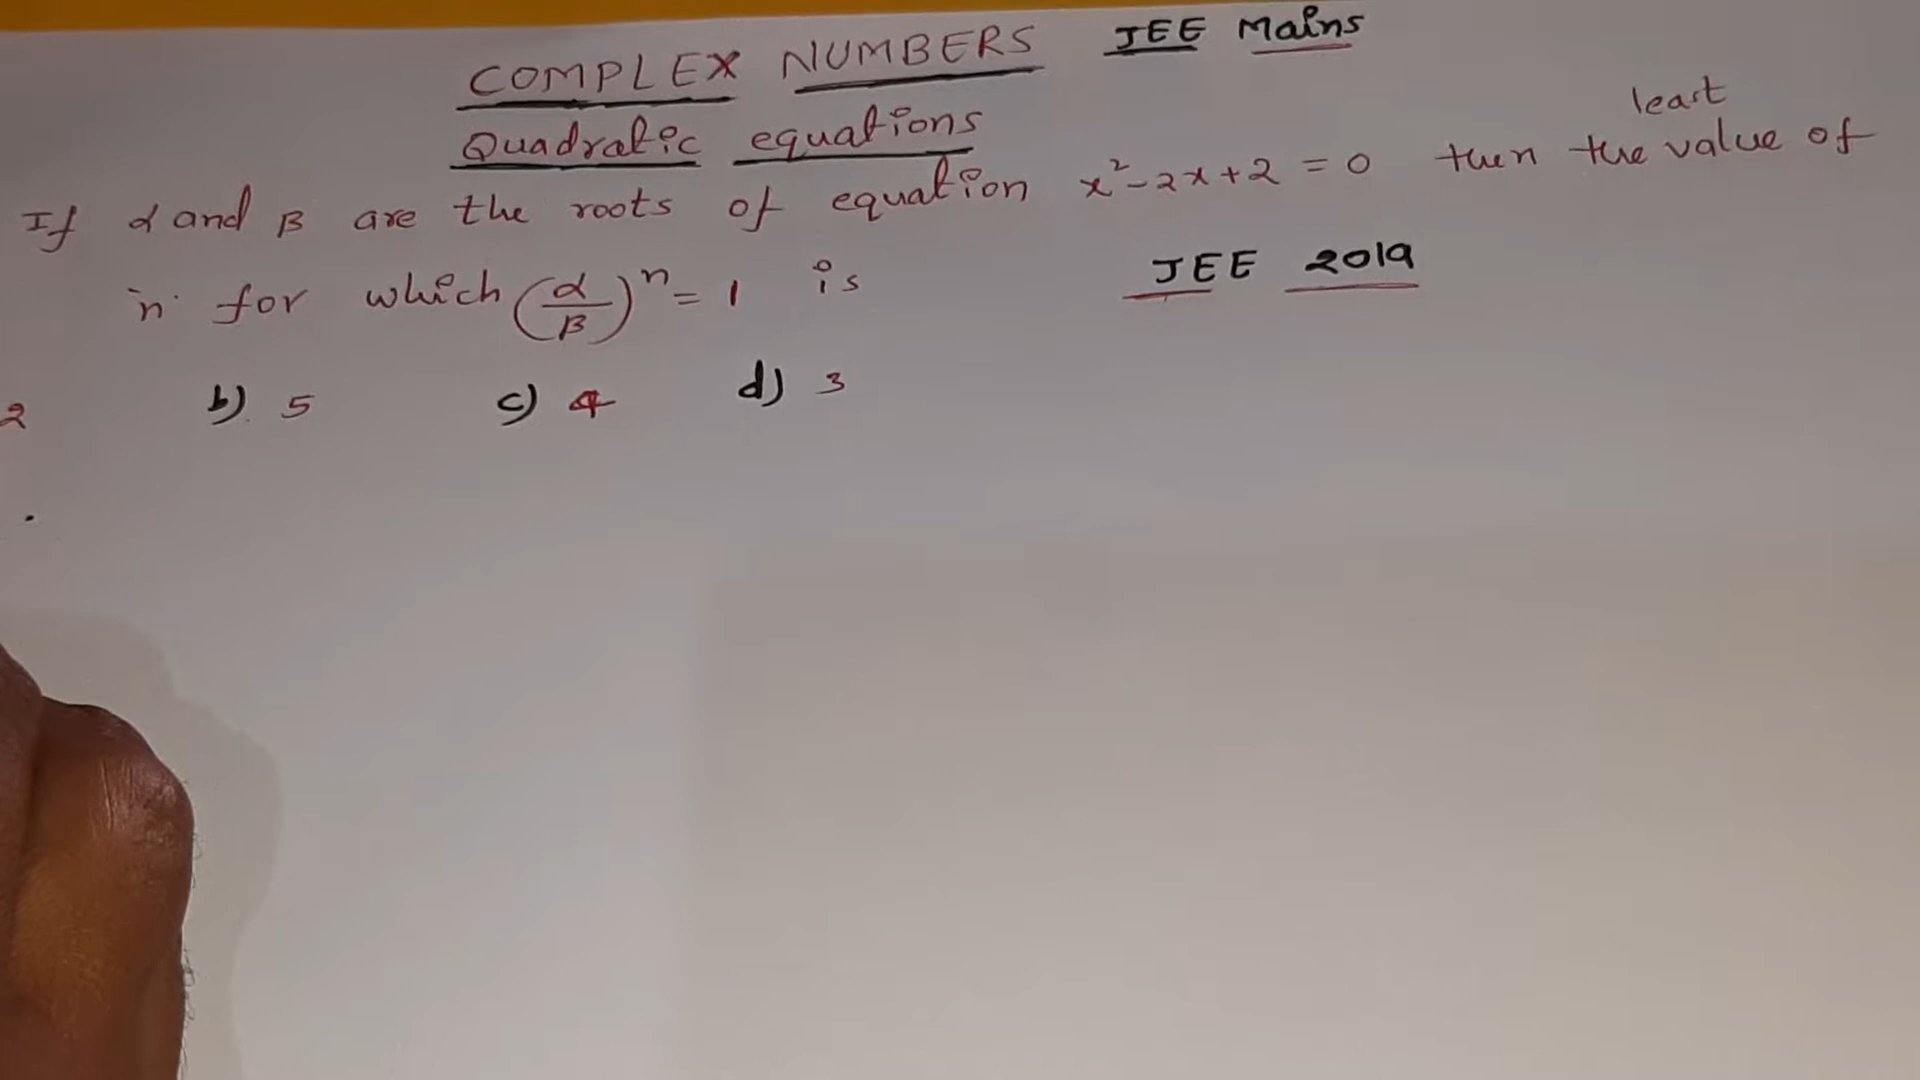 COMPLEX NUMBERS JEE Mains
Quadratic equations
least
If α and β are the roots of equation x²-2x+2 = 0 then the value of
'n' for which (α/β)ⁿ = 1 is
JEE 2019
2 b) 5 c) 4 d) 3